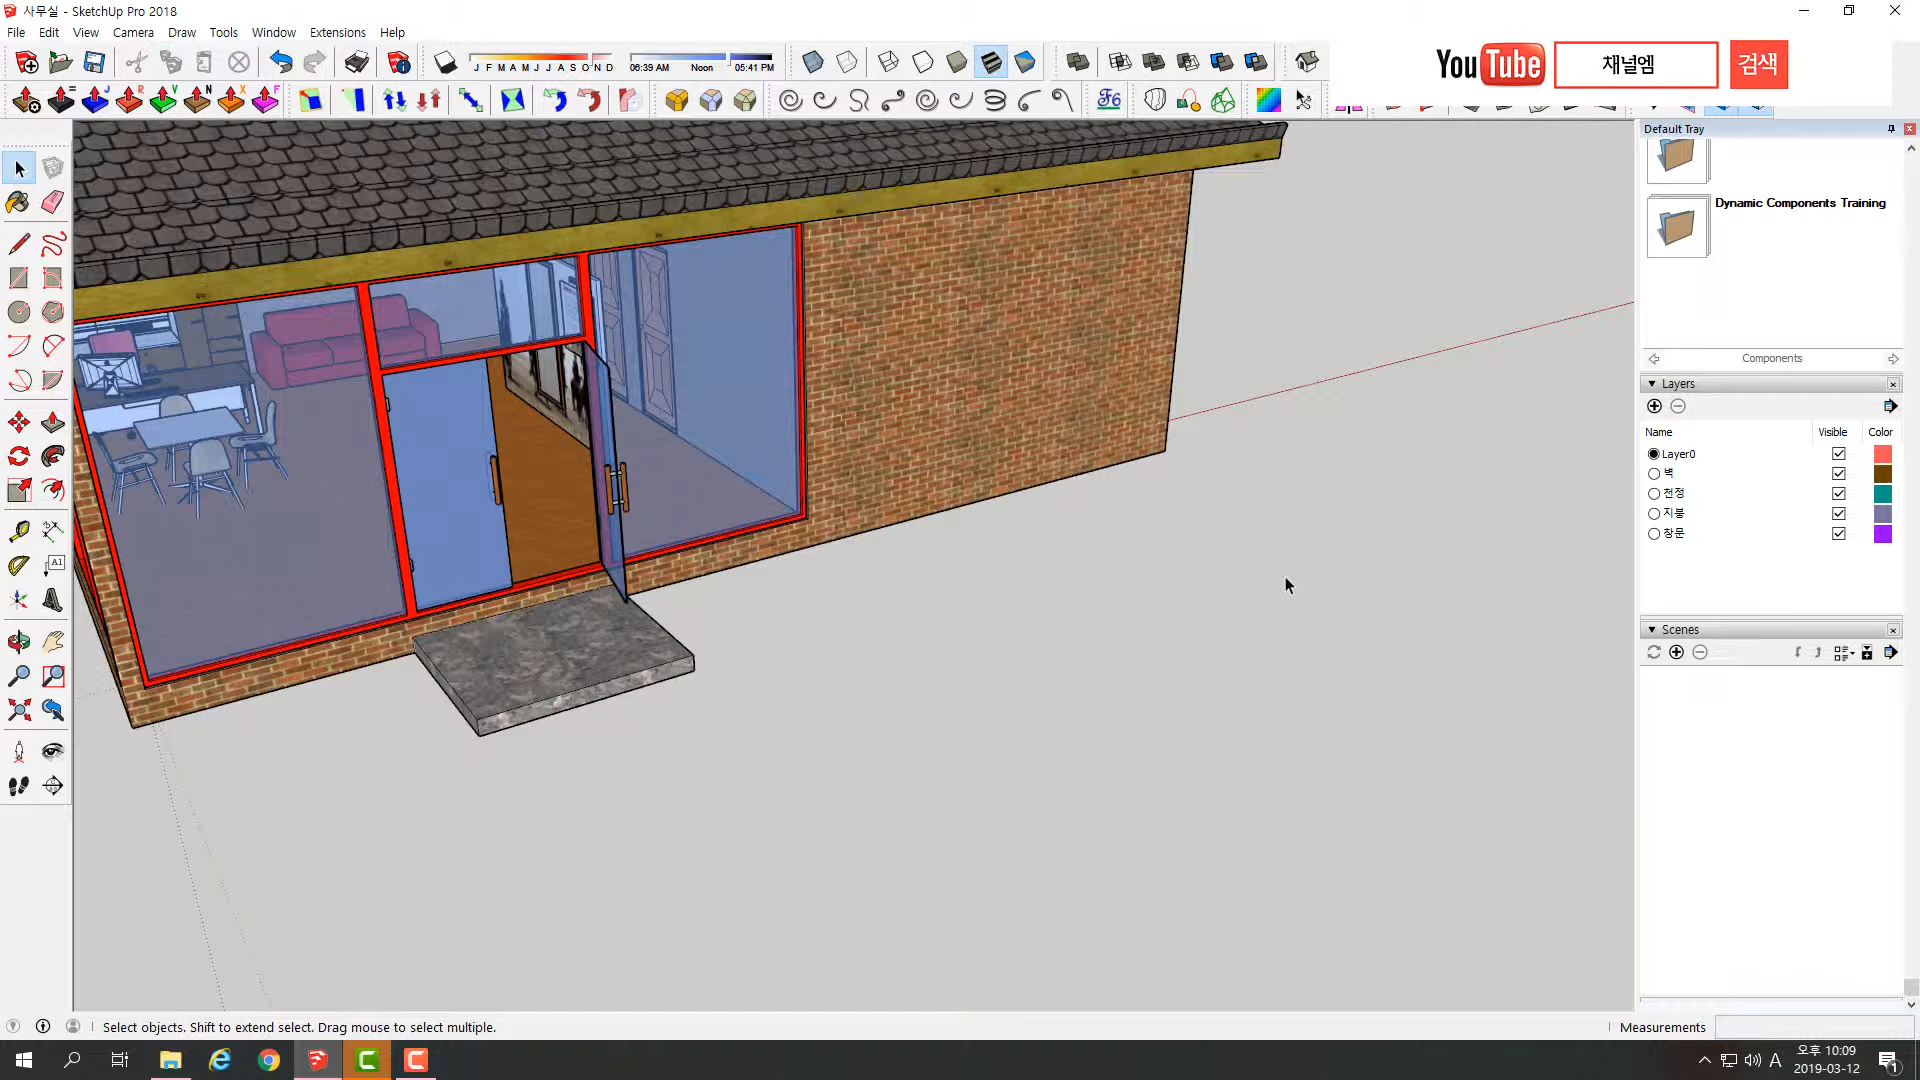 사무실 - SketchUp Pro 2018
File Edit View Camera Draw Tools Window Extensions Help
J F M A M J J A S O N D
06:39 AM Noon 05:41 PM
YouTube 채널엠 검색
= J R V N X F
F6
Default Tray
Dynamic Components Training
Components
Layers
Name Visible Color
Layer0
벽
천정
지붕
창문
A1
Scenes
Select objects. Shift to extend select. Drag mouse to select multiple.
Measurements
A
오후 10:09
2019-03-12
1